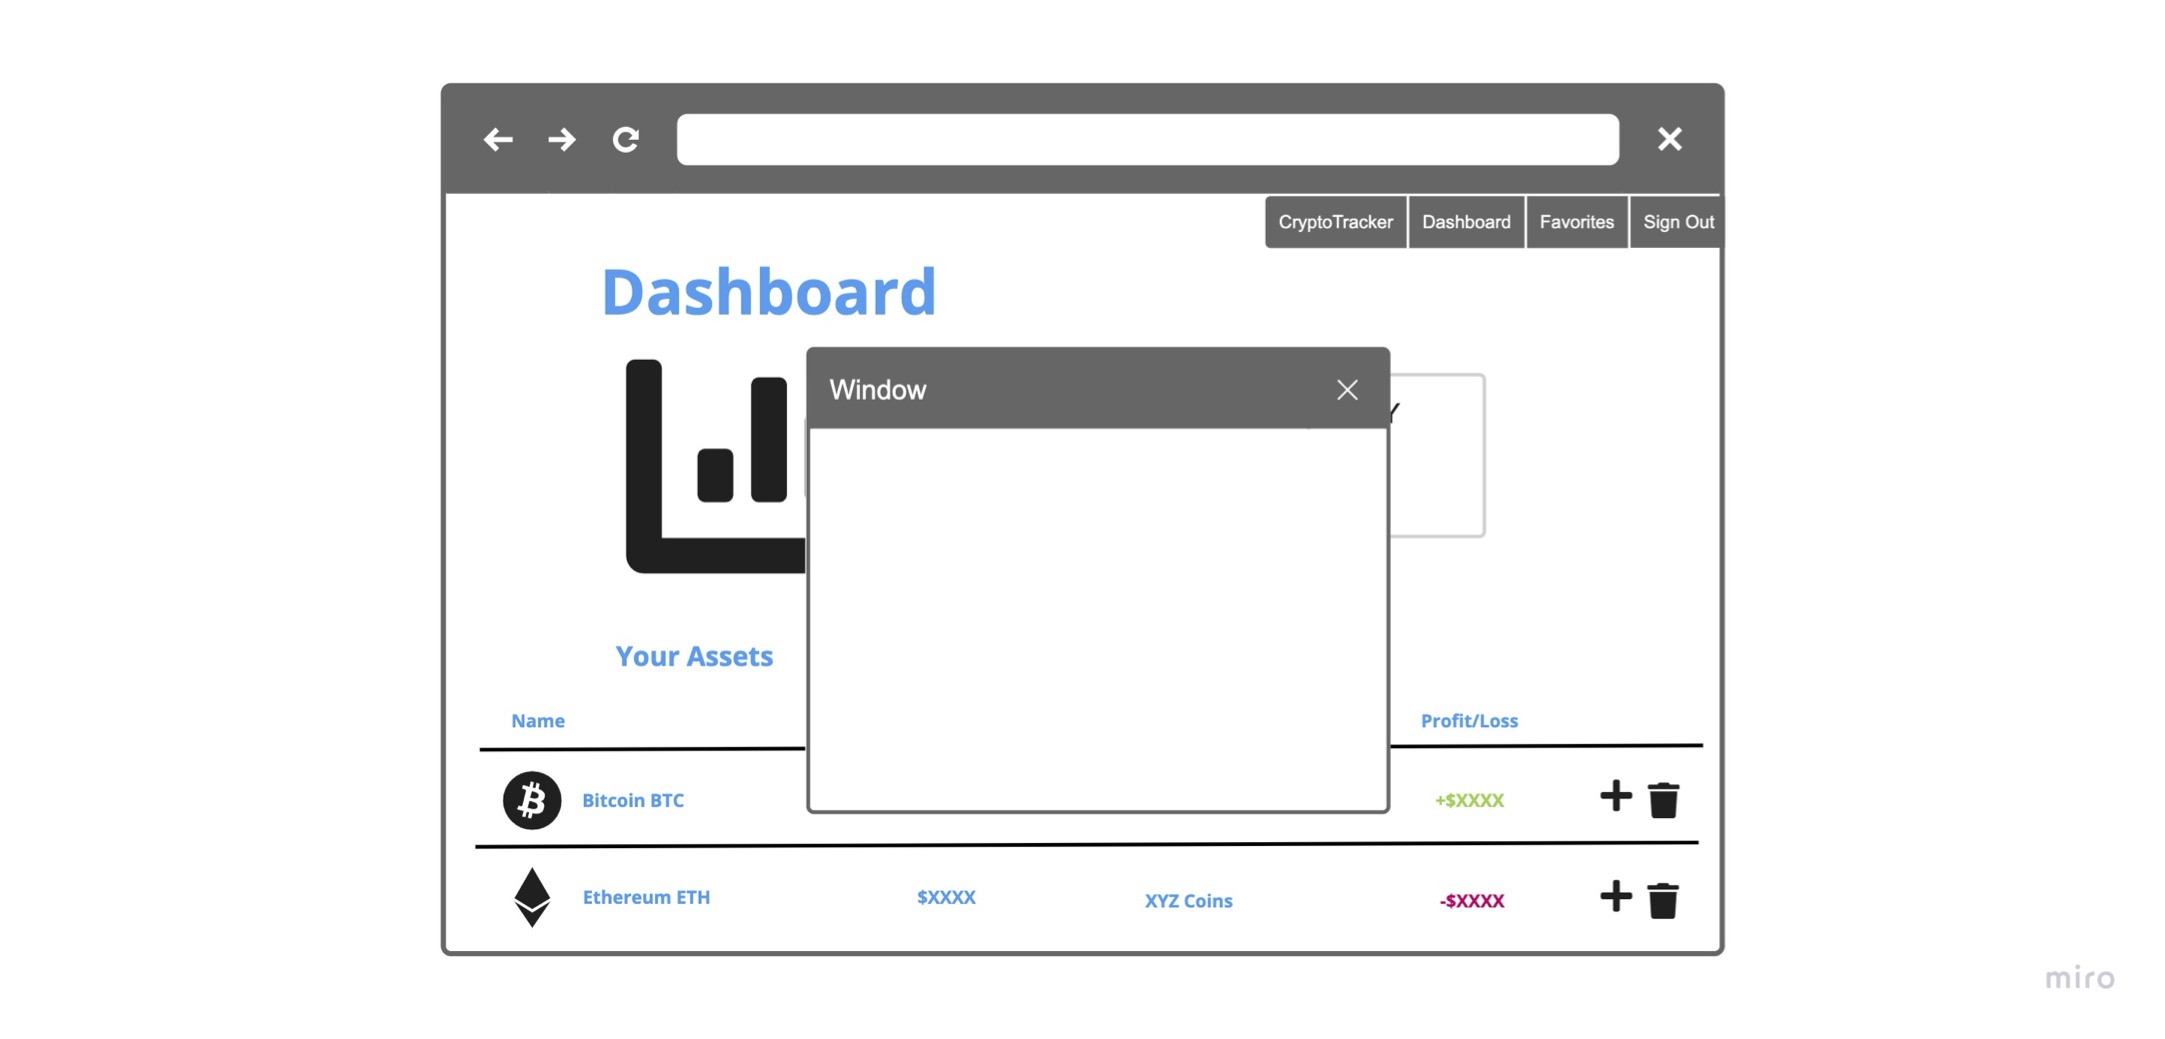 CryptoTracker Dashboard Favorites Sign Out
Dashboard
Window
Y
Your Assets
Name Profit/Loss
Bitcoin BTC +$XXXX
Ethereum ETH $XXXX XYZ Coins -$XXXX
miro